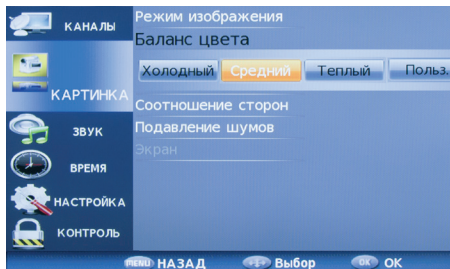 КАНАЛЫ
КАРТИНКА
ЗВУК
ВРЕМЯ
НАСТРОЙКА
КОНТРОЛЬ
Режим изображения
Баланс цвета
Холодный Средний Теплый Польз.
Соотношение сторон
Подавление шумов
Экран
MENU НАЗАД Выбор OK OK